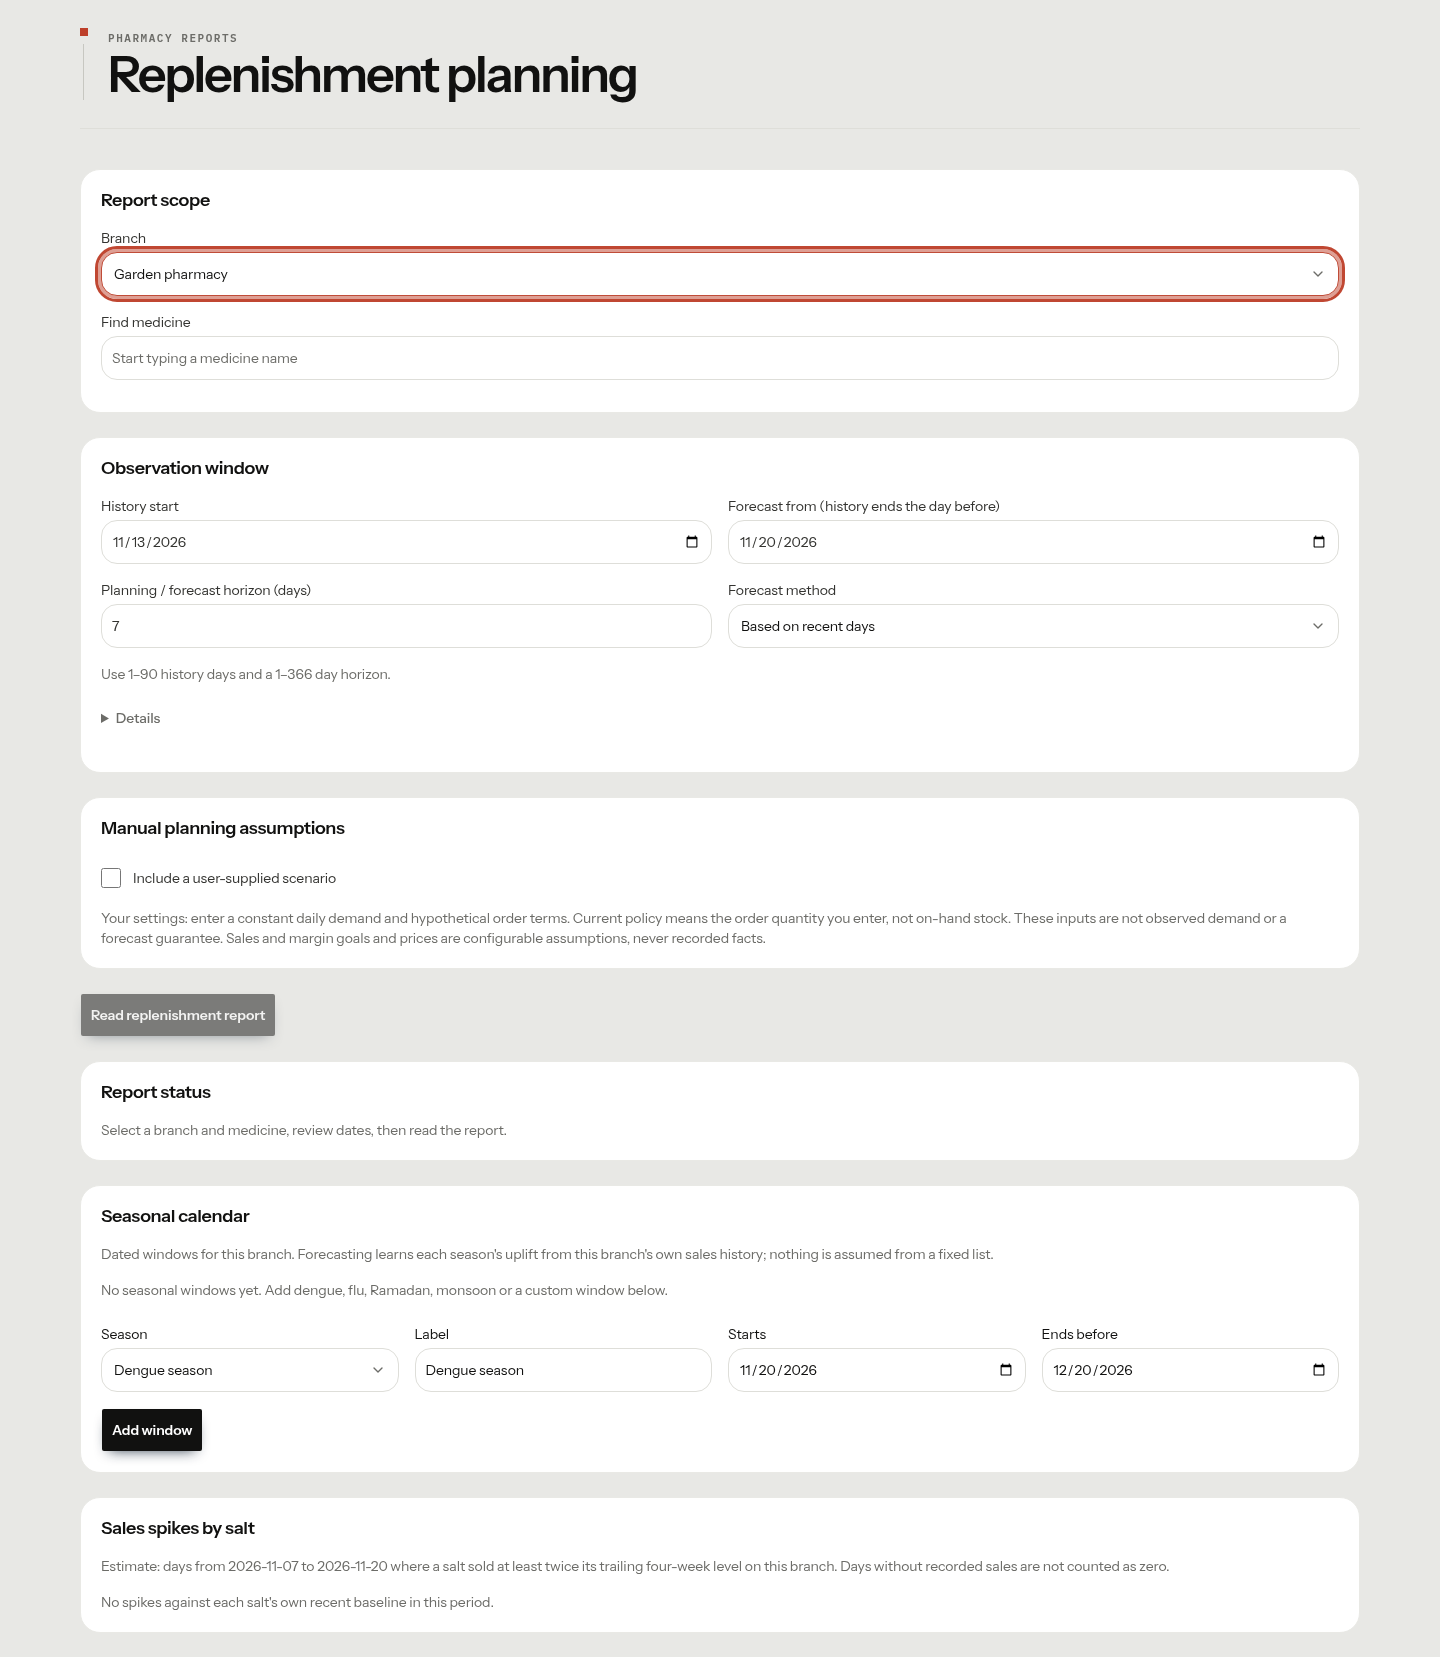 PHARMACY REPORTS
Replenishment planning
Report scope
Branch
Garden pharmacy
Find medicine
Start typing a medicine name
Observation window
History start
Forecast from (history ends the day before)
11/13/2026
11/20/2026
Planning / forecast horizon (days)
Forecast method
7
Based on recent days
Use 1–90 history days and a 1–366 day horizon.
Details
Manual planning assumptions
Include a user-supplied scenario
Your settings: enter a constant daily demand and hypothetical order terms. Current policy means the order quantity you enter, not on-hand stock. These inputs are not observed demand or a
forecast guarantee. Sales and margin goals and prices are configurable assumptions, never recorded facts.
Read replenishment report
Report status
Select a branch and medicine, review dates, then read the report.
Seasonal calendar
Dated windows for this branch. Forecasting learns each season's uplift from this branch's own sales history; nothing is assumed from a fixed list.
No seasonal windows yet. Add dengue, flu, Ramadan, monsoon or a custom window below.
Season
Label
Starts
Ends before
Dengue season
Dengue season
11/20/2026
12/20/2026
Add window
Sales spikes by salt
Estimate: days from 2026-11-07 to 2026-11-20 where a salt sold at least twice its trailing four-week level on this branch. Days without recorded sales are not counted as zero.
No spikes against each salt's own recent baseline in this period.